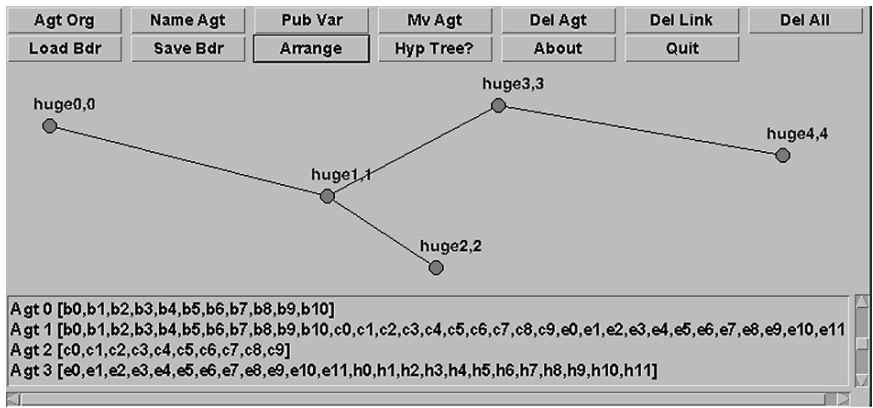 Agt Org Name Agt Pub Var Mv Agt Del Agt Del Link Del All
Load Bdr Save Bdr Arrange Hyp Tree? About Quit
huge3,3
huge0,0
huge4,4
huge1,1
huge2,2
Agt 0 [b0,b1,b2,b3,b4,b5,b6,b7,b8,b9,b10]
Agt 1 [b0,b1,b2,b3,b4,b5,b6,b7,b8,b9,b10,c0,c1,c2,c3,c4,c5,c6,c7,c8,c9,e0,e1,e2,e3,e4,e5,e6,e7,e8,e9,e10,e11
Agt 2 [c0,c1,c2,c3,c4,c5,c6,c7,c8,c9]
Agt 3 [e0,e1,e2,e3,e4,e5,e6,e7,e8,e9,e10,e11,h0,h1,h2,h3,h4,h5,h6,h7,h8,h9,h10,h11]